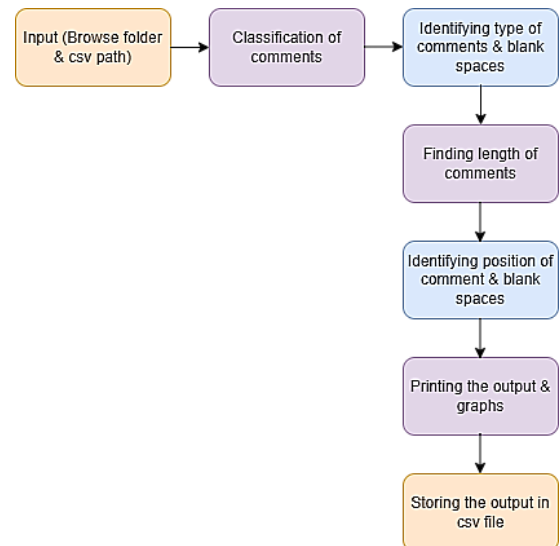 Input (Browse folder
& csv path)
Classification of
comments
Identifying type of
comments & blank
spaces
Finding length of
comments
Identifying position of
comment & blank
spaces
Printing the output &
graphs
Storing the output in
csv file